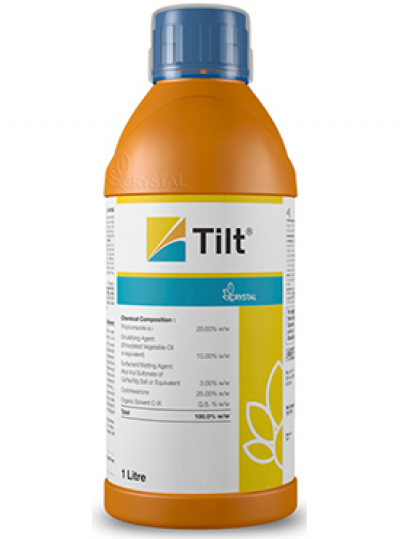 CRYSTAL
Tilt®
CRYSTAL
Chemical Composition :
Propiconazole a.i. 25.00% w/w
Emulsifying Agent:
(Ethoxylated Vegetable Oil
or equivalent) 10.00% w/w
Surfactant/Wetting Agent:
Alkyl Aryl Sulfonate of
Ca/Na/Mg Salt or Equivalent 3.00% w/w
Cyclohexanone 25.00% w/w
Organic Solvent C-IX Q.S. % w/w
Total 100.0% w/w
1 Litre